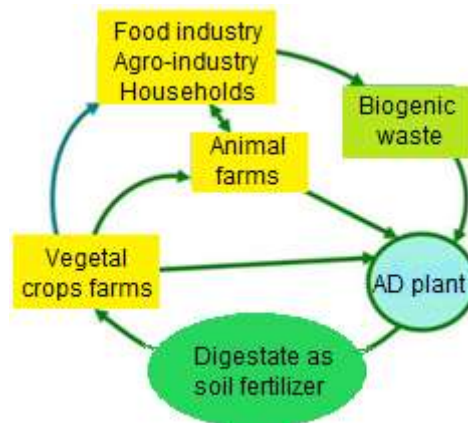 Food industry
Agro-industry
Households
Biogenic
waste
Animal
farms
Vegetal
crops farms
AD plant
Digestate as
soil fertilizer